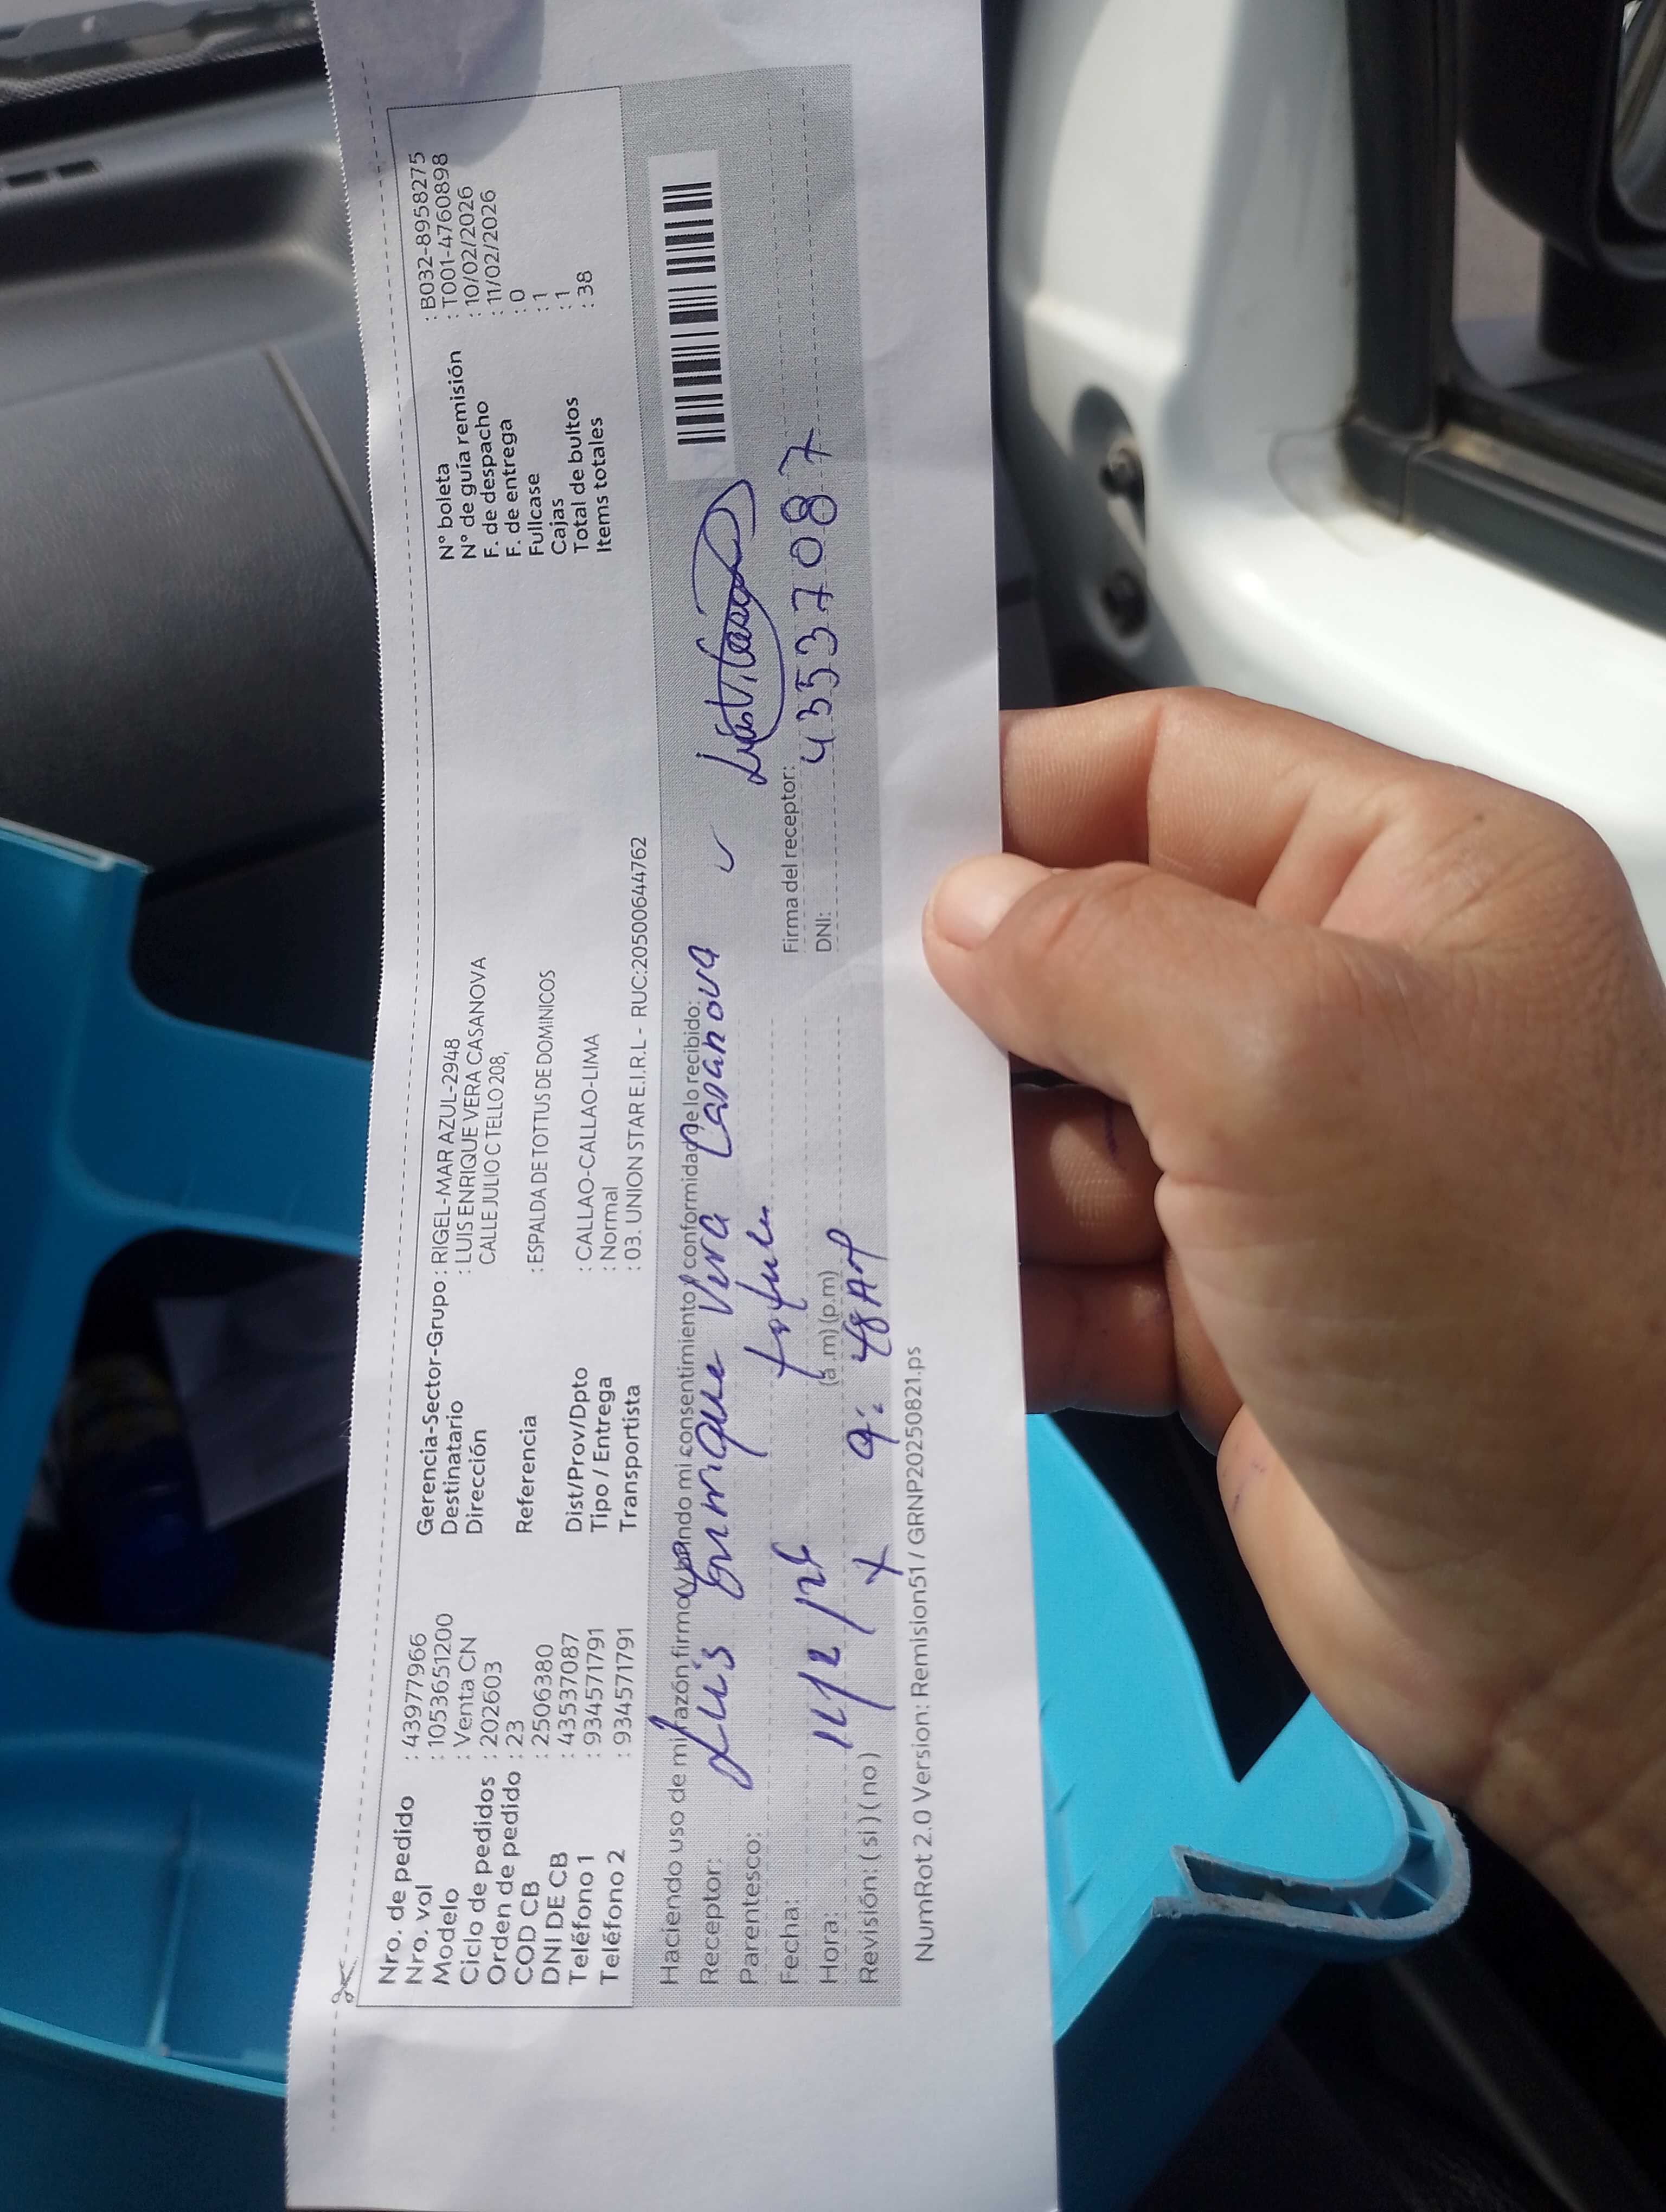 Nro. de pedido : 43977966
Nro. vol : 1053651200
Modelo : Venta CN
Ciclo de pedidos : 202603
Orden de pedido : 23
COD CB : 2506380
DNI DE CB : 43537087
Teléfono 1 : 934571791
Teléfono 2 : 934571791
Gerencia-Sector-Grupo : RIGEL-MAR AZUL-2948
Destinatario : LUIS ENRIQUE VERA CASANOVA
Dirección CALLE JULIO C TELLO 208,
Referencia : ESPALDA DE TOTTUS DE DOMINICOS
Dist/Prov/Dpto : CALLAO-CALLAO-LIMA
Tipo / Entrega : Normal
Transportista : 03. UNION STAR E.I.R.L - RUC:20500644762
N° boleta : B032-8958275
N° de guía remisión : T001-4760898
F. de despacho : 10/02/2026
F. de entrega : 11/02/2026
Fullcase : 0
Cajas : 1
Total de bultos : 1
Items totales : 38
Haciendo uso de mi razón firmo dando mi consentimiento y conformidad de lo recibido:
Receptor: Luis Enrique Vera Casanova
Parentesco:
Fecha: 11/2/26
Hora: (a.m) (p.m) 9:48 AM
Revisión: ( si ) ( no ) X
Firma del receptor:
DNI: 43537087
NumRot 2.0 Version: Remision51 / GRNP20250821.ps